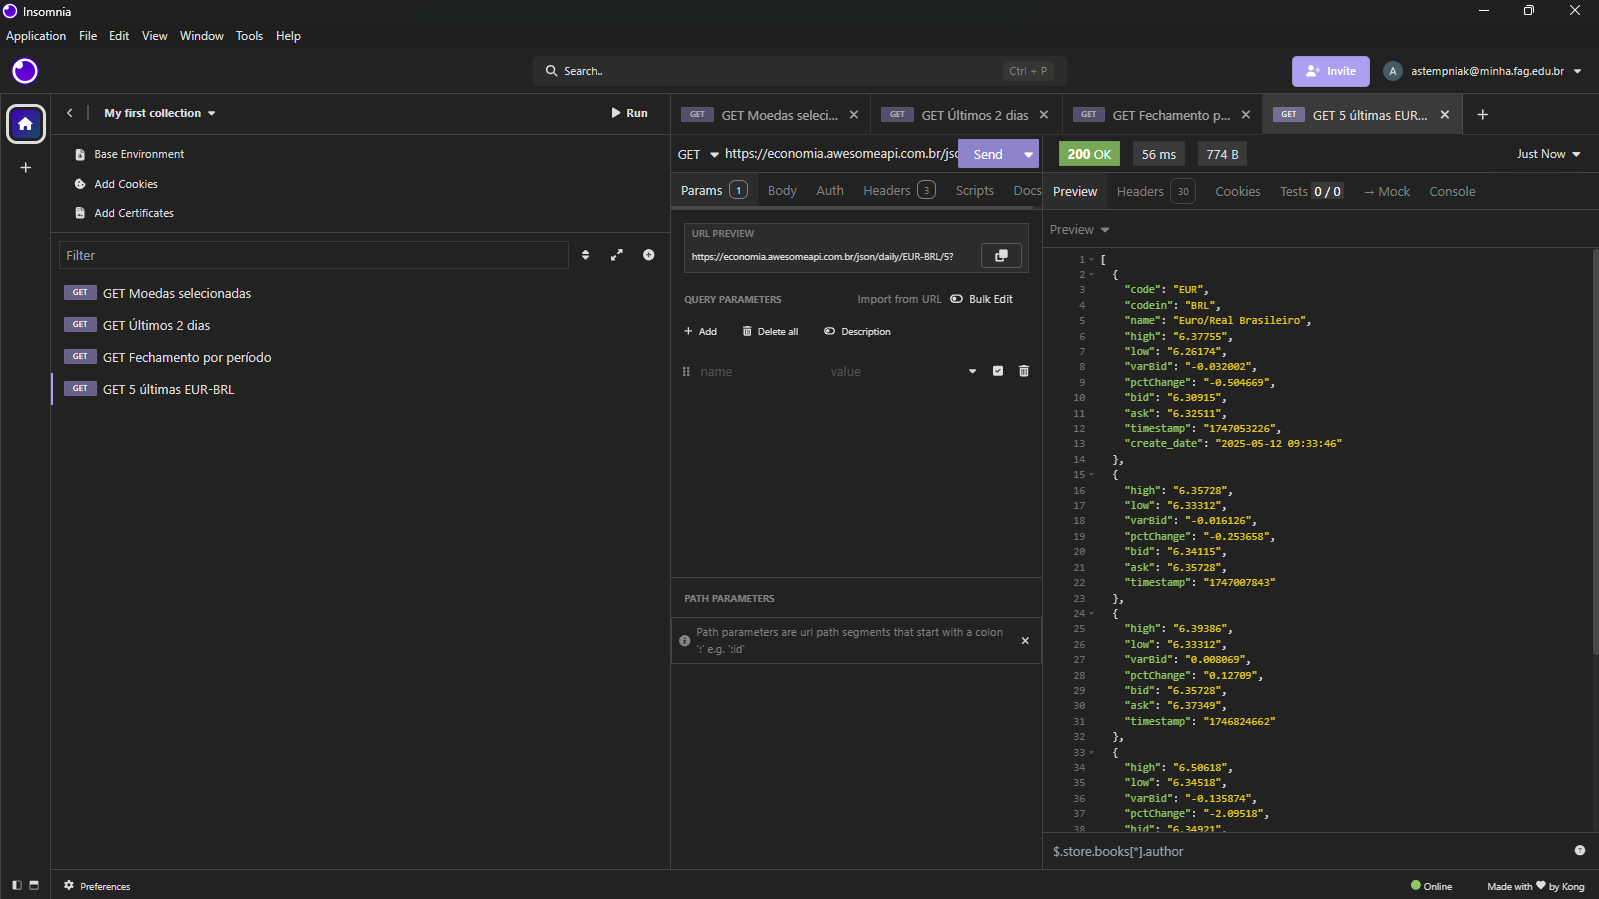 Insomnia
Application File Edit View Window Tools Help
Search.. Ctrl + P
Invite
A astempniak@minha.fag.edu.br
My first collection
Run
Base Environment
Add Cookies
Add Certificates
Filter
GET GET Moedas selecionadas
GET GET Últimos 2 dias
GET GET Fechamento por período
GET GET 5 últimas EUR-BRL
GET GET Moedas seleci...
GET GET Últimos 2 dias
GET GET Fechamento p...
GET GET 5 últimas EUR...
GET https://economia.awesomeapi.com.br/jsc Send
Params 1 Body Auth Headers 3 Scripts Docs
URL PREVIEW
https://economia.awesomeapi.com.br/json/daily/EUR-BRL/5?
QUERY PARAMETERS Import from URL Bulk Edit
+ Add Delete all Description
name value
PATH PARAMETERS
Path parameters are url path segments that start with a colon
':' e.g. ':id'
200 OK 56 ms 774 B Just Now
Preview Headers 30 Cookies Tests 0 / 0 → Mock Console
Preview
1 [
2 {
3 "code": "EUR",
4 "codein": "BRL",
5 "name": "Euro/Real Brasileiro",
6 "high": "6.37755",
7 "low": "6.26174",
8 "varBid": "-0.032002",
9 "pctChange": "-0.504669",
10 "bid": "6.30915",
11 "ask": "6.32511",
12 "timestamp": "1747053226",
13 "create_date": "2025-05-12 09:33:46"
14 },
15 {
16 "high": "6.35728",
17 "low": "6.33312",
18 "varBid": "-0.016126",
19 "pctChange": "-0.253658",
20 "bid": "6.34115",
21 "ask": "6.35728",
22 "timestamp": "1747007843"
23 },
24 {
25 "high": "6.39386",
26 "low": "6.33312",
27 "varBid": "0.008069",
28 "pctChange": "0.12709",
29 "bid": "6.35728",
30 "ask": "6.37349",
31 "timestamp": "1746824662"
32 },
33 {
34 "high": "6.50618",
35 "low": "6.34518",
36 "varBid": "-0.135874",
37 "pctChange": "-2.09518",
38 "bid": "6.34921",
$.store.books[*].author
Preferences
Online
Made with ♥ by Kong